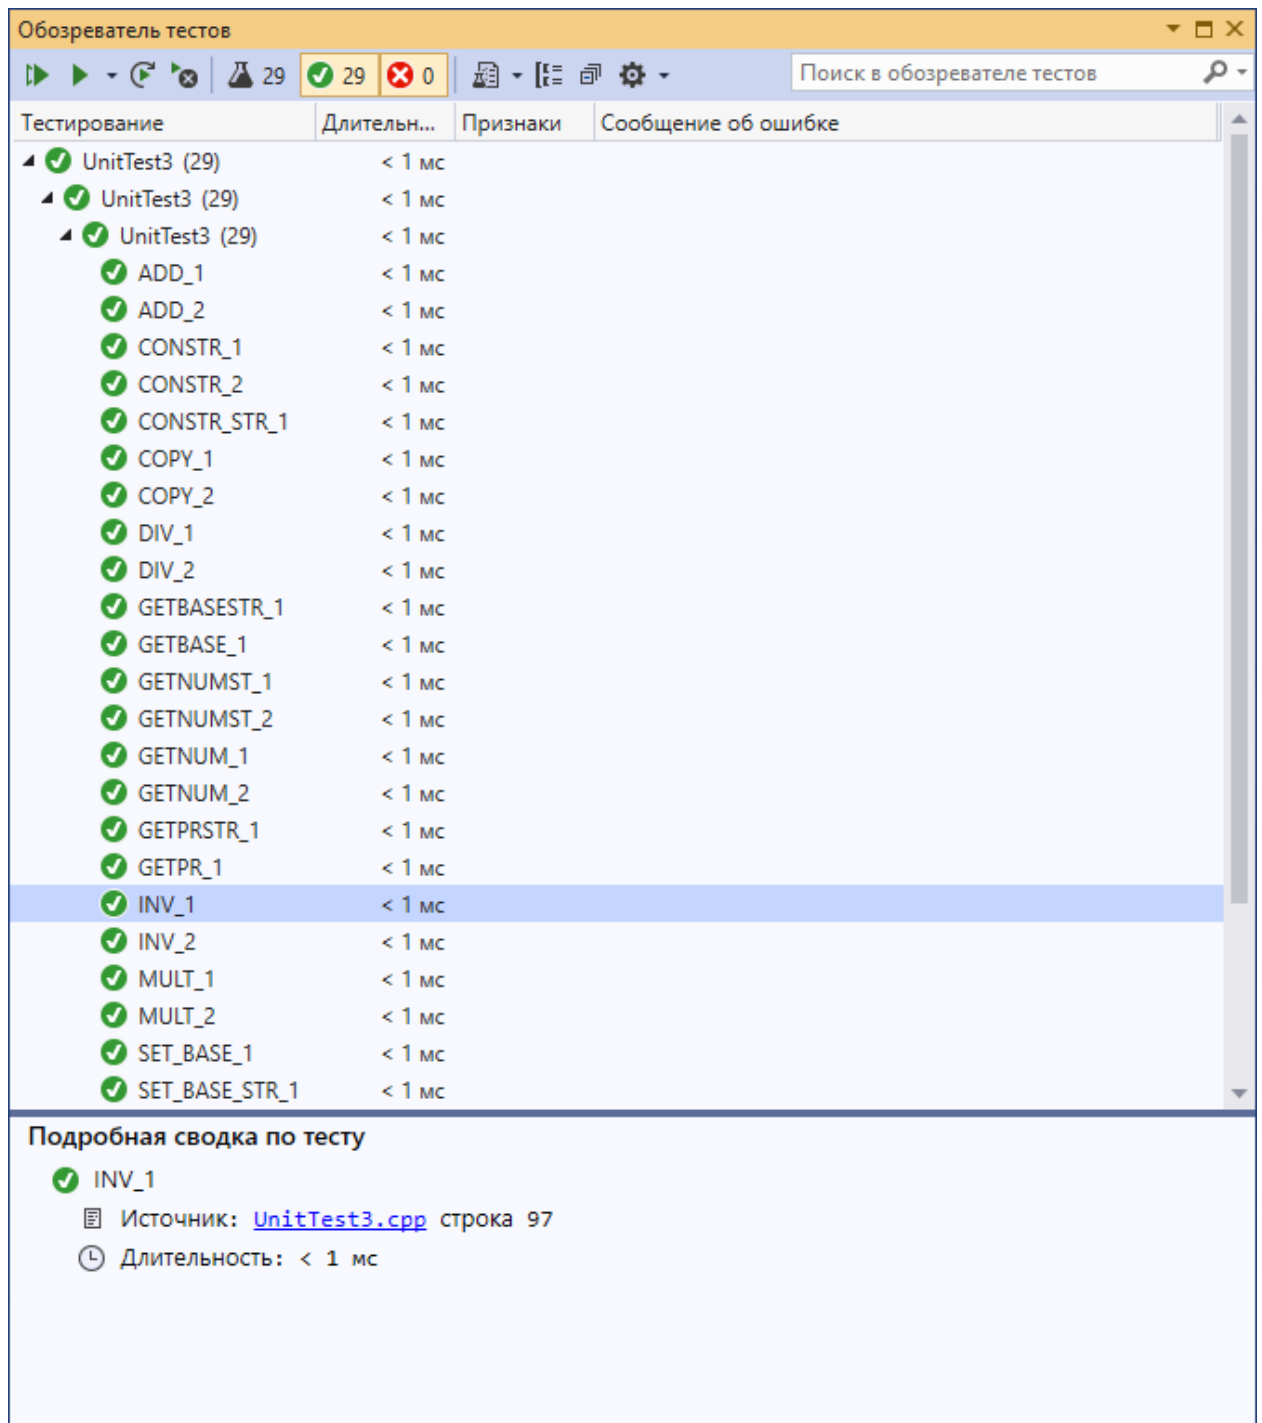 Обозреватель тестов
29 29 0 Поиск в обозревателе тестов
Тестирование Длительн... Признаки Сообщение об ошибке
UnitTest3 (29) < 1 мс
UnitTest3 (29) < 1 мс
UnitTest3 (29) < 1 мс
ADD_1 < 1 мс
ADD_2 < 1 мс
CONSTR_1 < 1 мс
CONSTR_2 < 1 мс
CONSTR_STR_1 < 1 мс
COPY_1 < 1 мс
COPY_2 < 1 мс
DIV_1 < 1 мс
DIV_2 < 1 мс
GETBASESTR_1 < 1 мс
GETBASE_1 < 1 мс
GETNUMST_1 < 1 мс
GETNUMST_2 < 1 мс
GETNUM_1 < 1 мс
GETNUM_2 < 1 мс
GETPRSTR_1 < 1 мс
GETPR_1 < 1 мс
INV_1 < 1 мс
INV_2 < 1 мс
MULT_1 < 1 мс
MULT_2 < 1 мс
SET_BASE_1 < 1 мс
SET_BASE_STR_1 < 1 мс
Подробная сводка по тесту
INV_1
Источник: UnitTest3.cpp строка 97
Длительность: < 1 мс